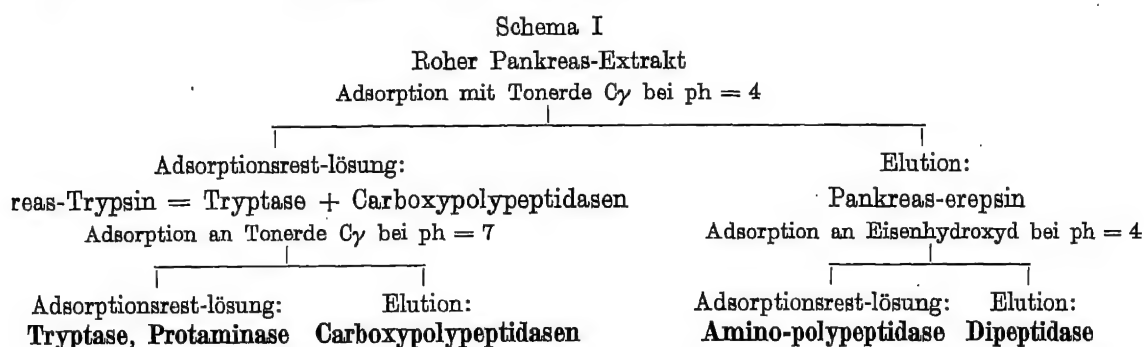 Schema I
Roher Pankreas-Extrakt
Adsorption mit Tonerde Cγ bei ph = 4
Adsorptionsrest-lösung:
reas-Trypsin = Tryptase + Carboxypolypeptidasen
Adsorption an Tonerde Cγ bei ph = 7
Elution:
Pankreas-erepsin
Adsorption an Eisenhydroxyd bei ph = 4
Adsorptionsrest-lösung:
Tryptase, Protaminase
Elution:
Carboxypolypeptidasen
Adsorptionsrest-lösung:
Amino-polypeptidase
Elution:
Dipeptidase